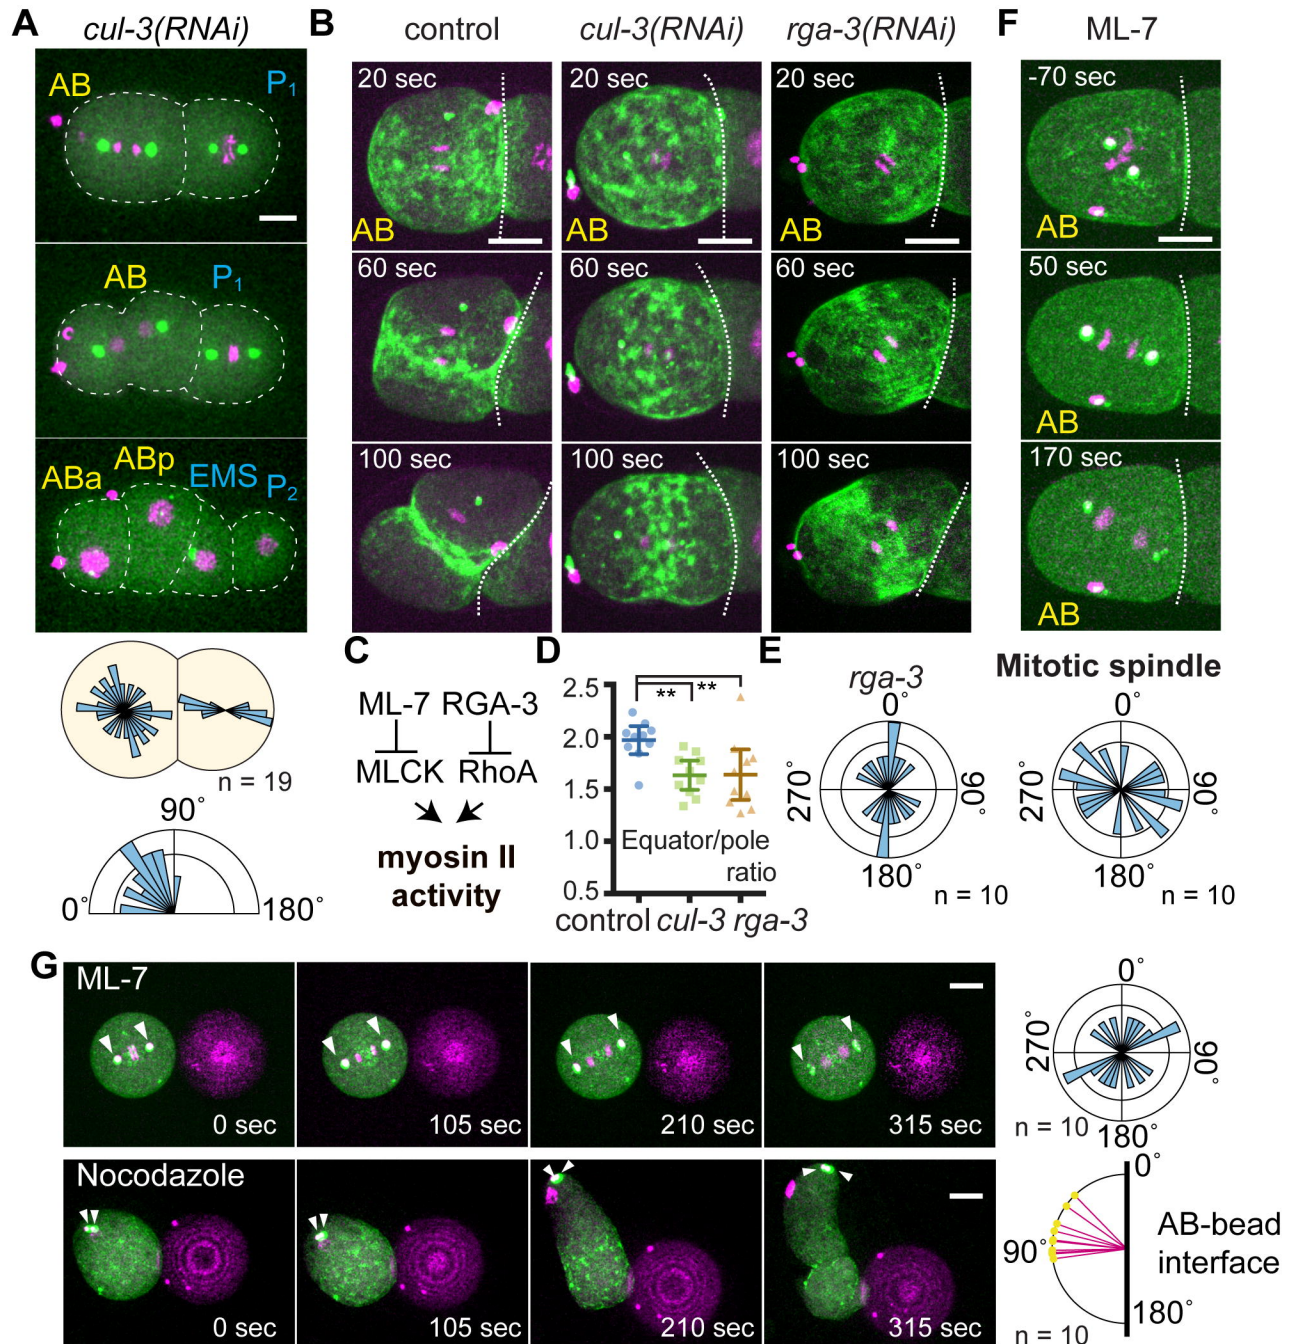 A
cul-3(RNAi)
AB
P1
AB
P1
ABa
ABp
EMS
P2
n = 19
90°
0°
180°
B
control
cul-3(RNAi)
rga-3(RNAi)
20 sec
20 sec
20 sec
AB
AB
AB
60 sec
60 sec
60 sec
100 sec
100 sec
100 sec
F
ML-7
-70 sec
AB
50 sec
AB
170 sec
AB
C
ML-7 RGA-3
MLCK RhoA
myosin II
activity
D
2.5
2.0
1.5
1.0
0.5
** **
Equator/pole
ratio
control cul-3 rga-3
E
rga-3
0°
270°
90°
180°
n = 10
Mitotic spindle
0°
270°
90°
180°
n = 10
G
ML-7
0 sec
105 sec
210 sec
315 sec
0°
270°
90°
n = 10
180°
Nocodazole
0 sec
105 sec
210 sec
315 sec
0°
90°
180°
AB-bead
interface
n = 10